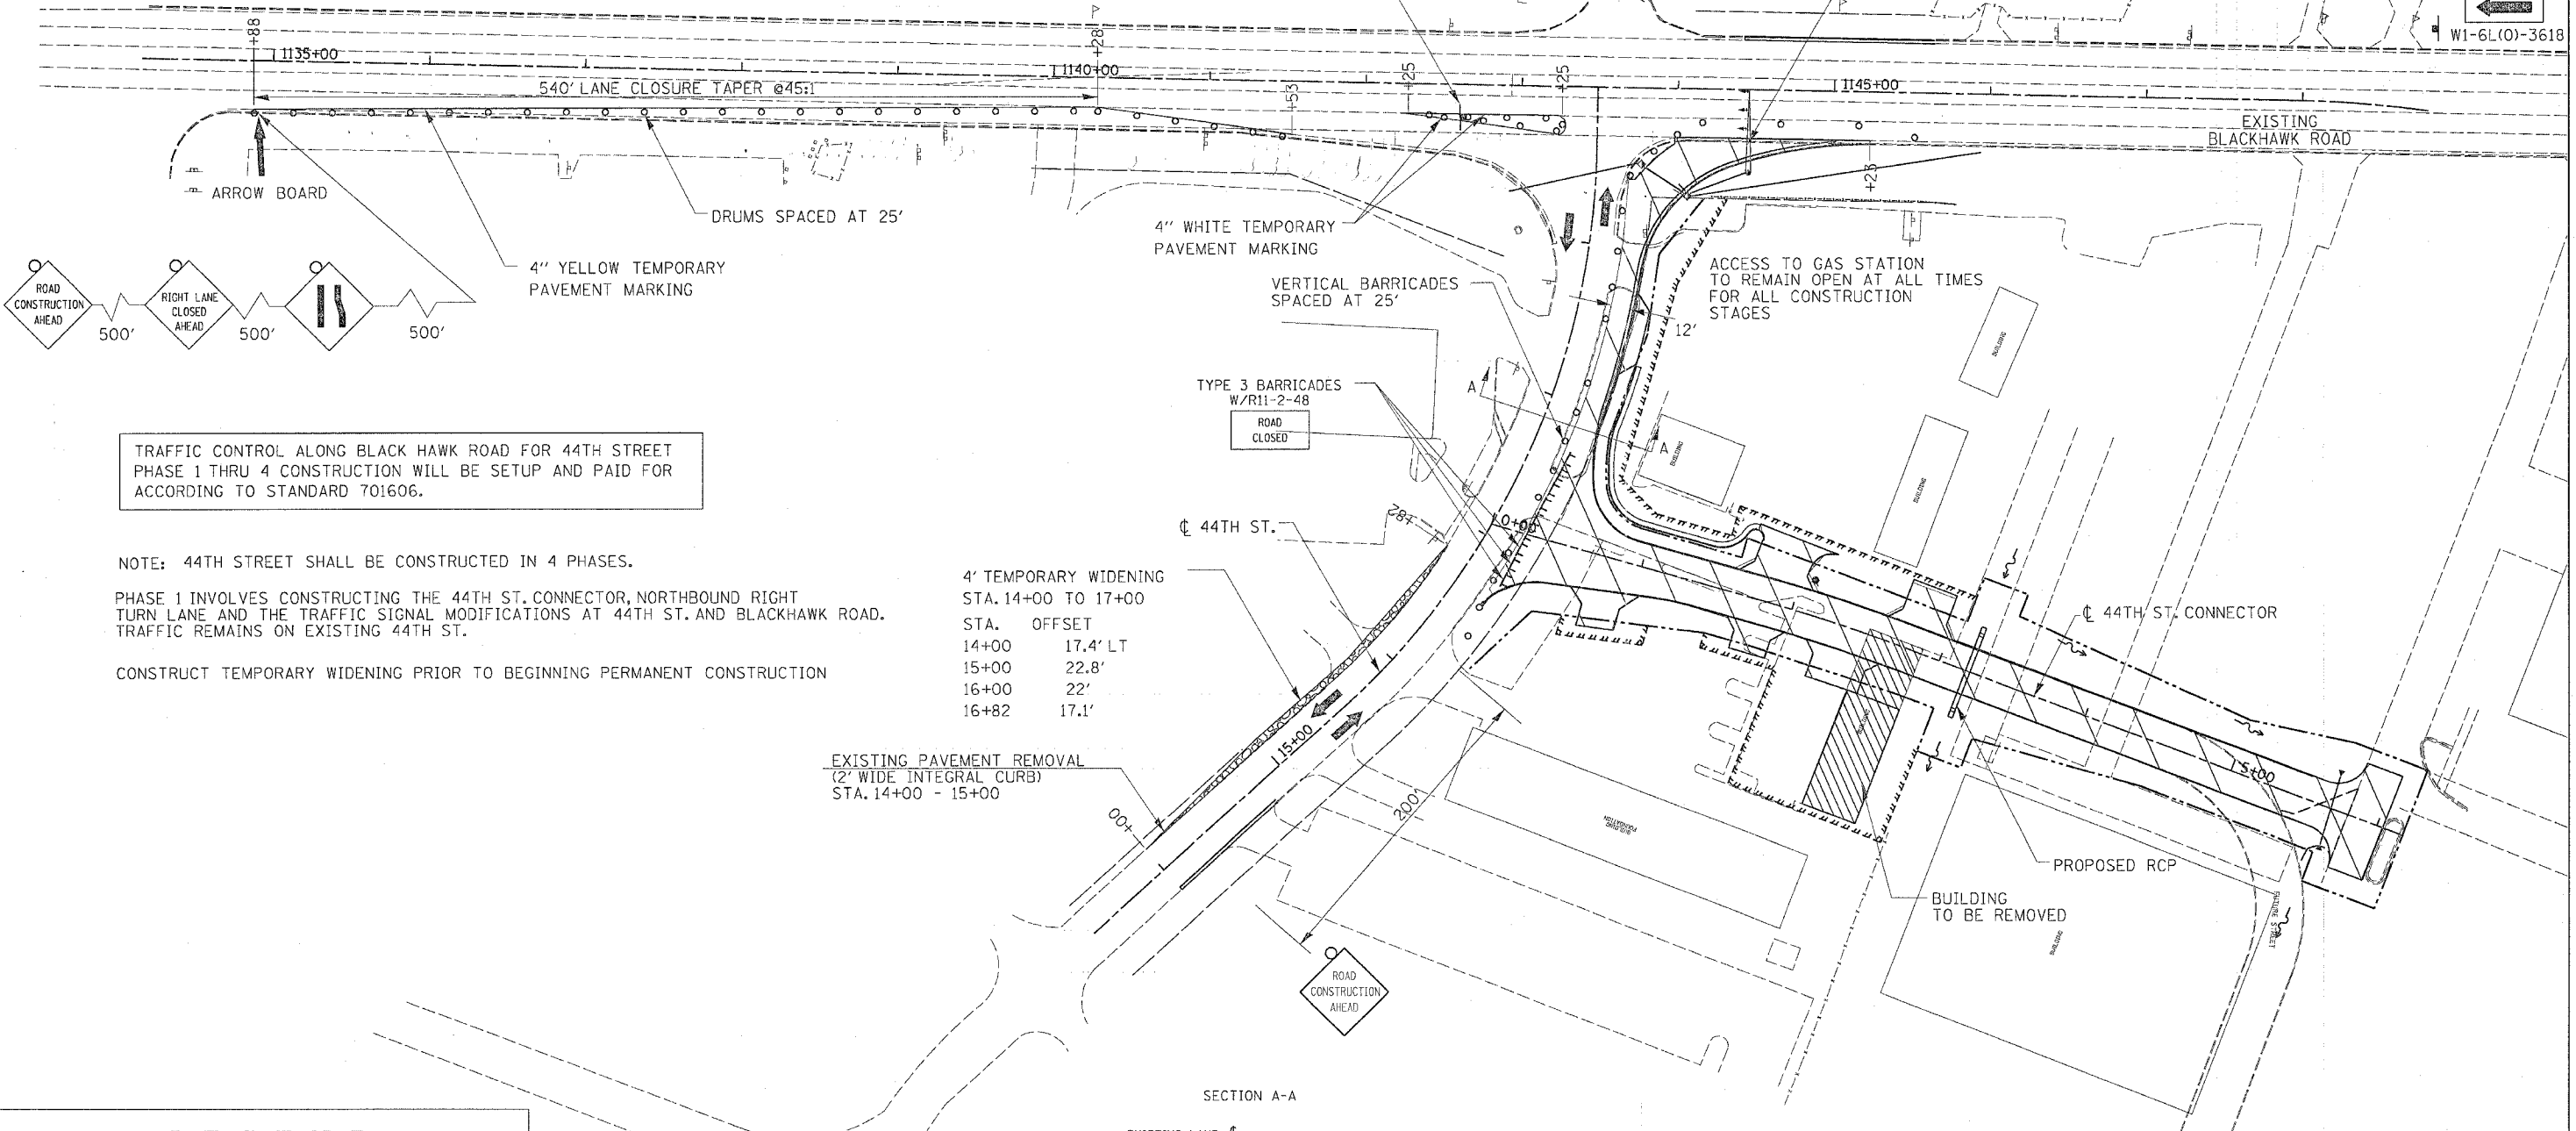 W1-6L(O)-3618
+88
1135+00
+28
1140+00
+25
+25
1145+00
540' LANE CLOSURE TAPER @45:1
+53
EXISTING
BLACKHAWK ROAD
ARROW BOARD
DRUMS SPACED AT 25'
+25
4" WHITE TEMPORARY
PAVEMENT MARKING
4" YELLOW TEMPORARY
PAVEMENT MARKING
VERTICAL BARRICADES
SPACED AT 25'
ACCESS TO GAS STATION
TO REMAIN OPEN AT ALL TIMES
FOR ALL CONSTRUCTION
STAGES
12'
ROAD
CONSTRUCTION
AHEAD
500'
RIGHT LANE
CLOSED
AHEAD
500'
500'
BUILDING
TYPE 3 BARRICADES
W/R11-2-48
ROAD
CLOSED
A
A
BUILDING
BUILDING
TRAFFIC CONTROL ALONG BLACK HAWK ROAD FOR 44TH STREET
PHASE 1 THRU 4 CONSTRUCTION WILL BE SETUP AND PAID FOR
ACCORDING TO STANDARD 701606.
+82
0+00
℄ 44TH ST.
NOTE: 44TH STREET SHALL BE CONSTRUCTED IN 4 PHASES.
PHASE 1 INVOLVES CONSTRUCTING THE 44TH ST. CONNECTOR, NORTHBOUND RIGHT
TURN LANE AND THE TRAFFIC SIGNAL MODIFICATIONS AT 44TH ST. AND BLACKHAWK ROAD.
TRAFFIC REMAINS ON EXISTING 44TH ST.
CONSTRUCT TEMPORARY WIDENING PRIOR TO BEGINNING PERMANENT CONSTRUCTION
4' TEMPORARY WIDENING
STA. 14+00 TO 17+00
STA. OFFSET
14+00 17.4' LT
15+00 22.8'
16+00 22'
16+82 17.1'
℄ 44TH ST. CONNECTOR
BUILDING
15+00
EXISTING PAVEMENT REMOVAL
(2' WIDE INTEGRAL CURB)
STA. 14+00 - 15+00
+00
200'
5+00
BUILDING
FOUNDATION
PROPOSED RCP
BUILDING
TO BE REMOVED
FUTURE STREET
BUILDING
ROAD
CONSTRUCTION
AHEAD
SECTION A-A